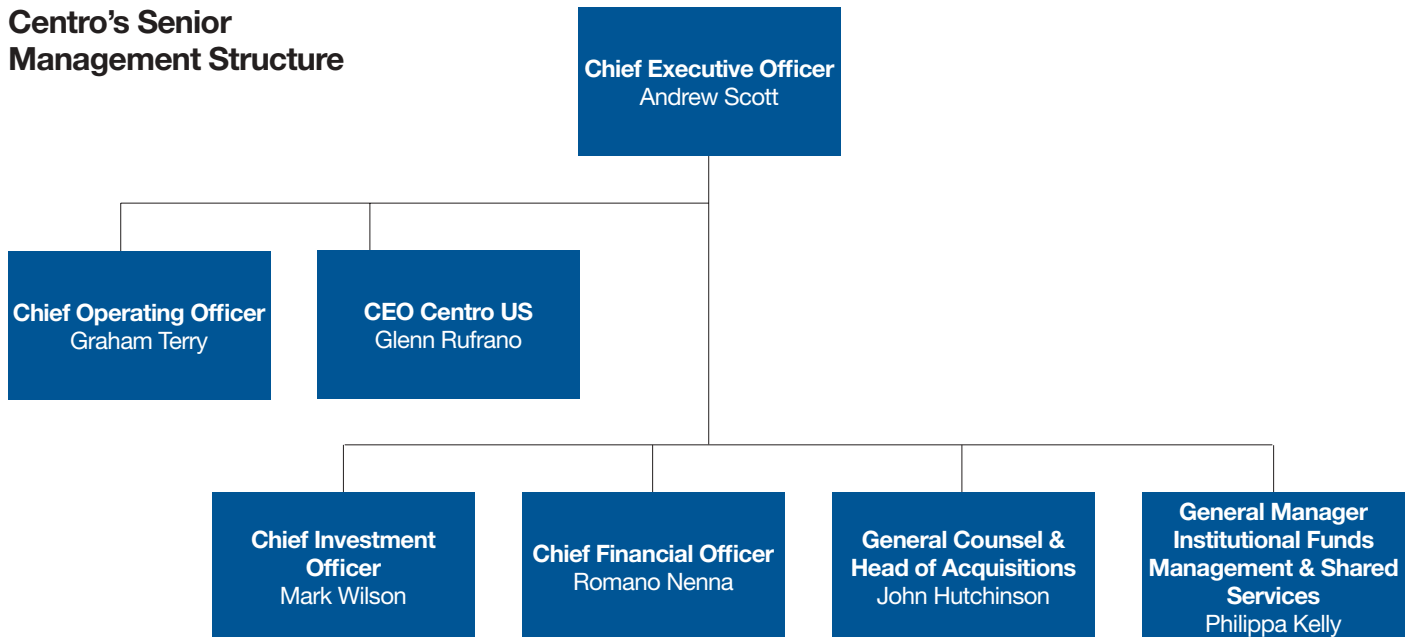 Centro’s Senior
Management Structure
Chief Executive Officer
Andrew Scott
Chief Operating Officer
Graham Terry
CEO Centro US
Glenn Rufrano
Chief Investment
Officer
Mark Wilson
Chief Financial Officer
Romano Nenna
General Counsel &
Head of Acquisitions
John Hutchinson
General Manager
Institutional Funds
Management & Shared
Services
Philippa Kelly